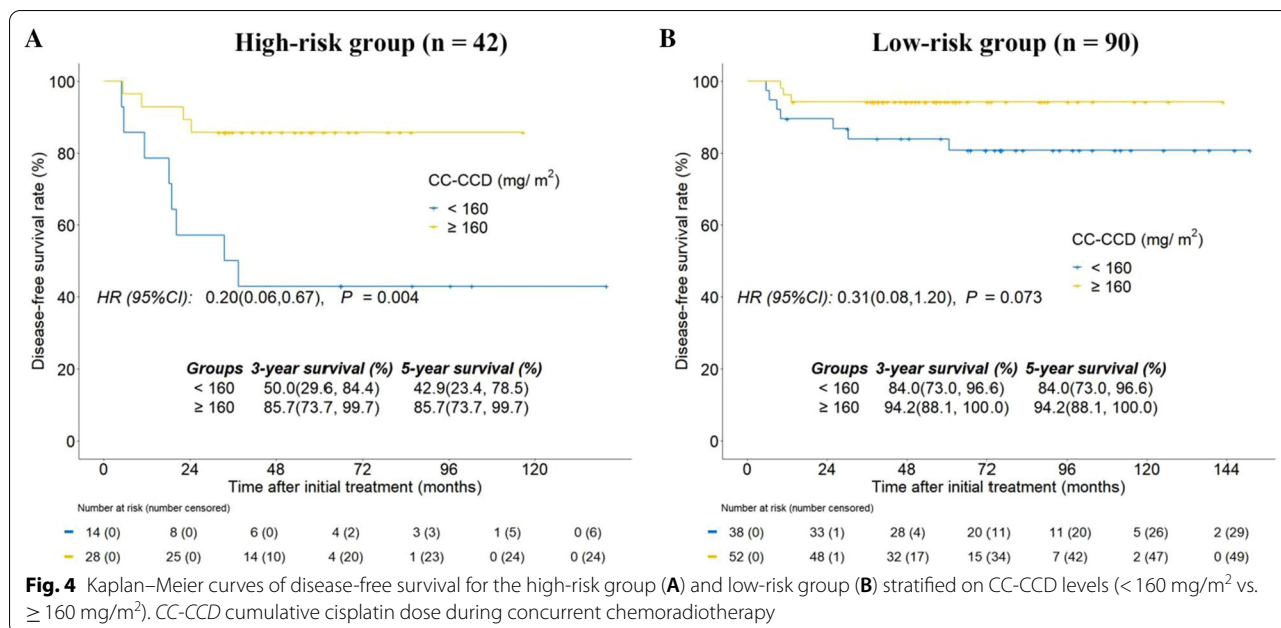 A
High-risk group (n = 42)
Disease-free survival rate (%)
100
80
60
40
20
0
CC-CCD (mg/ m²)
< 160
≥ 160
HR (95%CI): 0.20(0.06,0.67), P = 0.004
Groups 3-year survival (%) 5-year survival (%)
< 160 50.0(29.6, 84.4) 42.9(23.4, 78.5)
≥ 160 85.7(73.7, 99.7) 85.7(73.7, 99.7)
0 24 48 72 96 120
Time after initial treatment (months)
Number at risk (number censored)
14 (0) 8 (0) 6 (0) 4 (2) 3 (3) 1 (5) 0 (6)
28 (0) 25 (0) 14 (10) 4 (20) 1 (23) 0 (24) 0 (24)
B
Low-risk group (n = 90)
Disease-free survival rate (%)
100
80
60
40
20
0
CC-CCD (mg/ m²)
< 160
≥ 160
HR (95%CI): 0.31(0.08,1.20), P = 0.073
Groups 3-year survival (%) 5-year survival (%)
< 160 84.0(73.0, 96.6) 84.0(73.0, 96.6)
≥ 160 94.2(88.1, 100.0) 94.2(88.1, 100.0)
0 24 48 72 96 120 144
Time after initial treatment (months)
Number at risk (number censored)
38 (0) 33 (1) 28 (4) 20 (11) 11 (20) 5 (26) 2 (29)
52 (0) 48 (1) 32 (17) 15 (34) 7 (42) 2 (47) 0 (49)
Fig. 4 Kaplan–Meier curves of disease-free survival for the high-risk group (A) and low-risk group (B) stratified on CC-CCD levels (< 160 mg/m² vs.
≥ 160 mg/m²). CC-CCD cumulative cisplatin dose during concurrent chemoradiotherapy